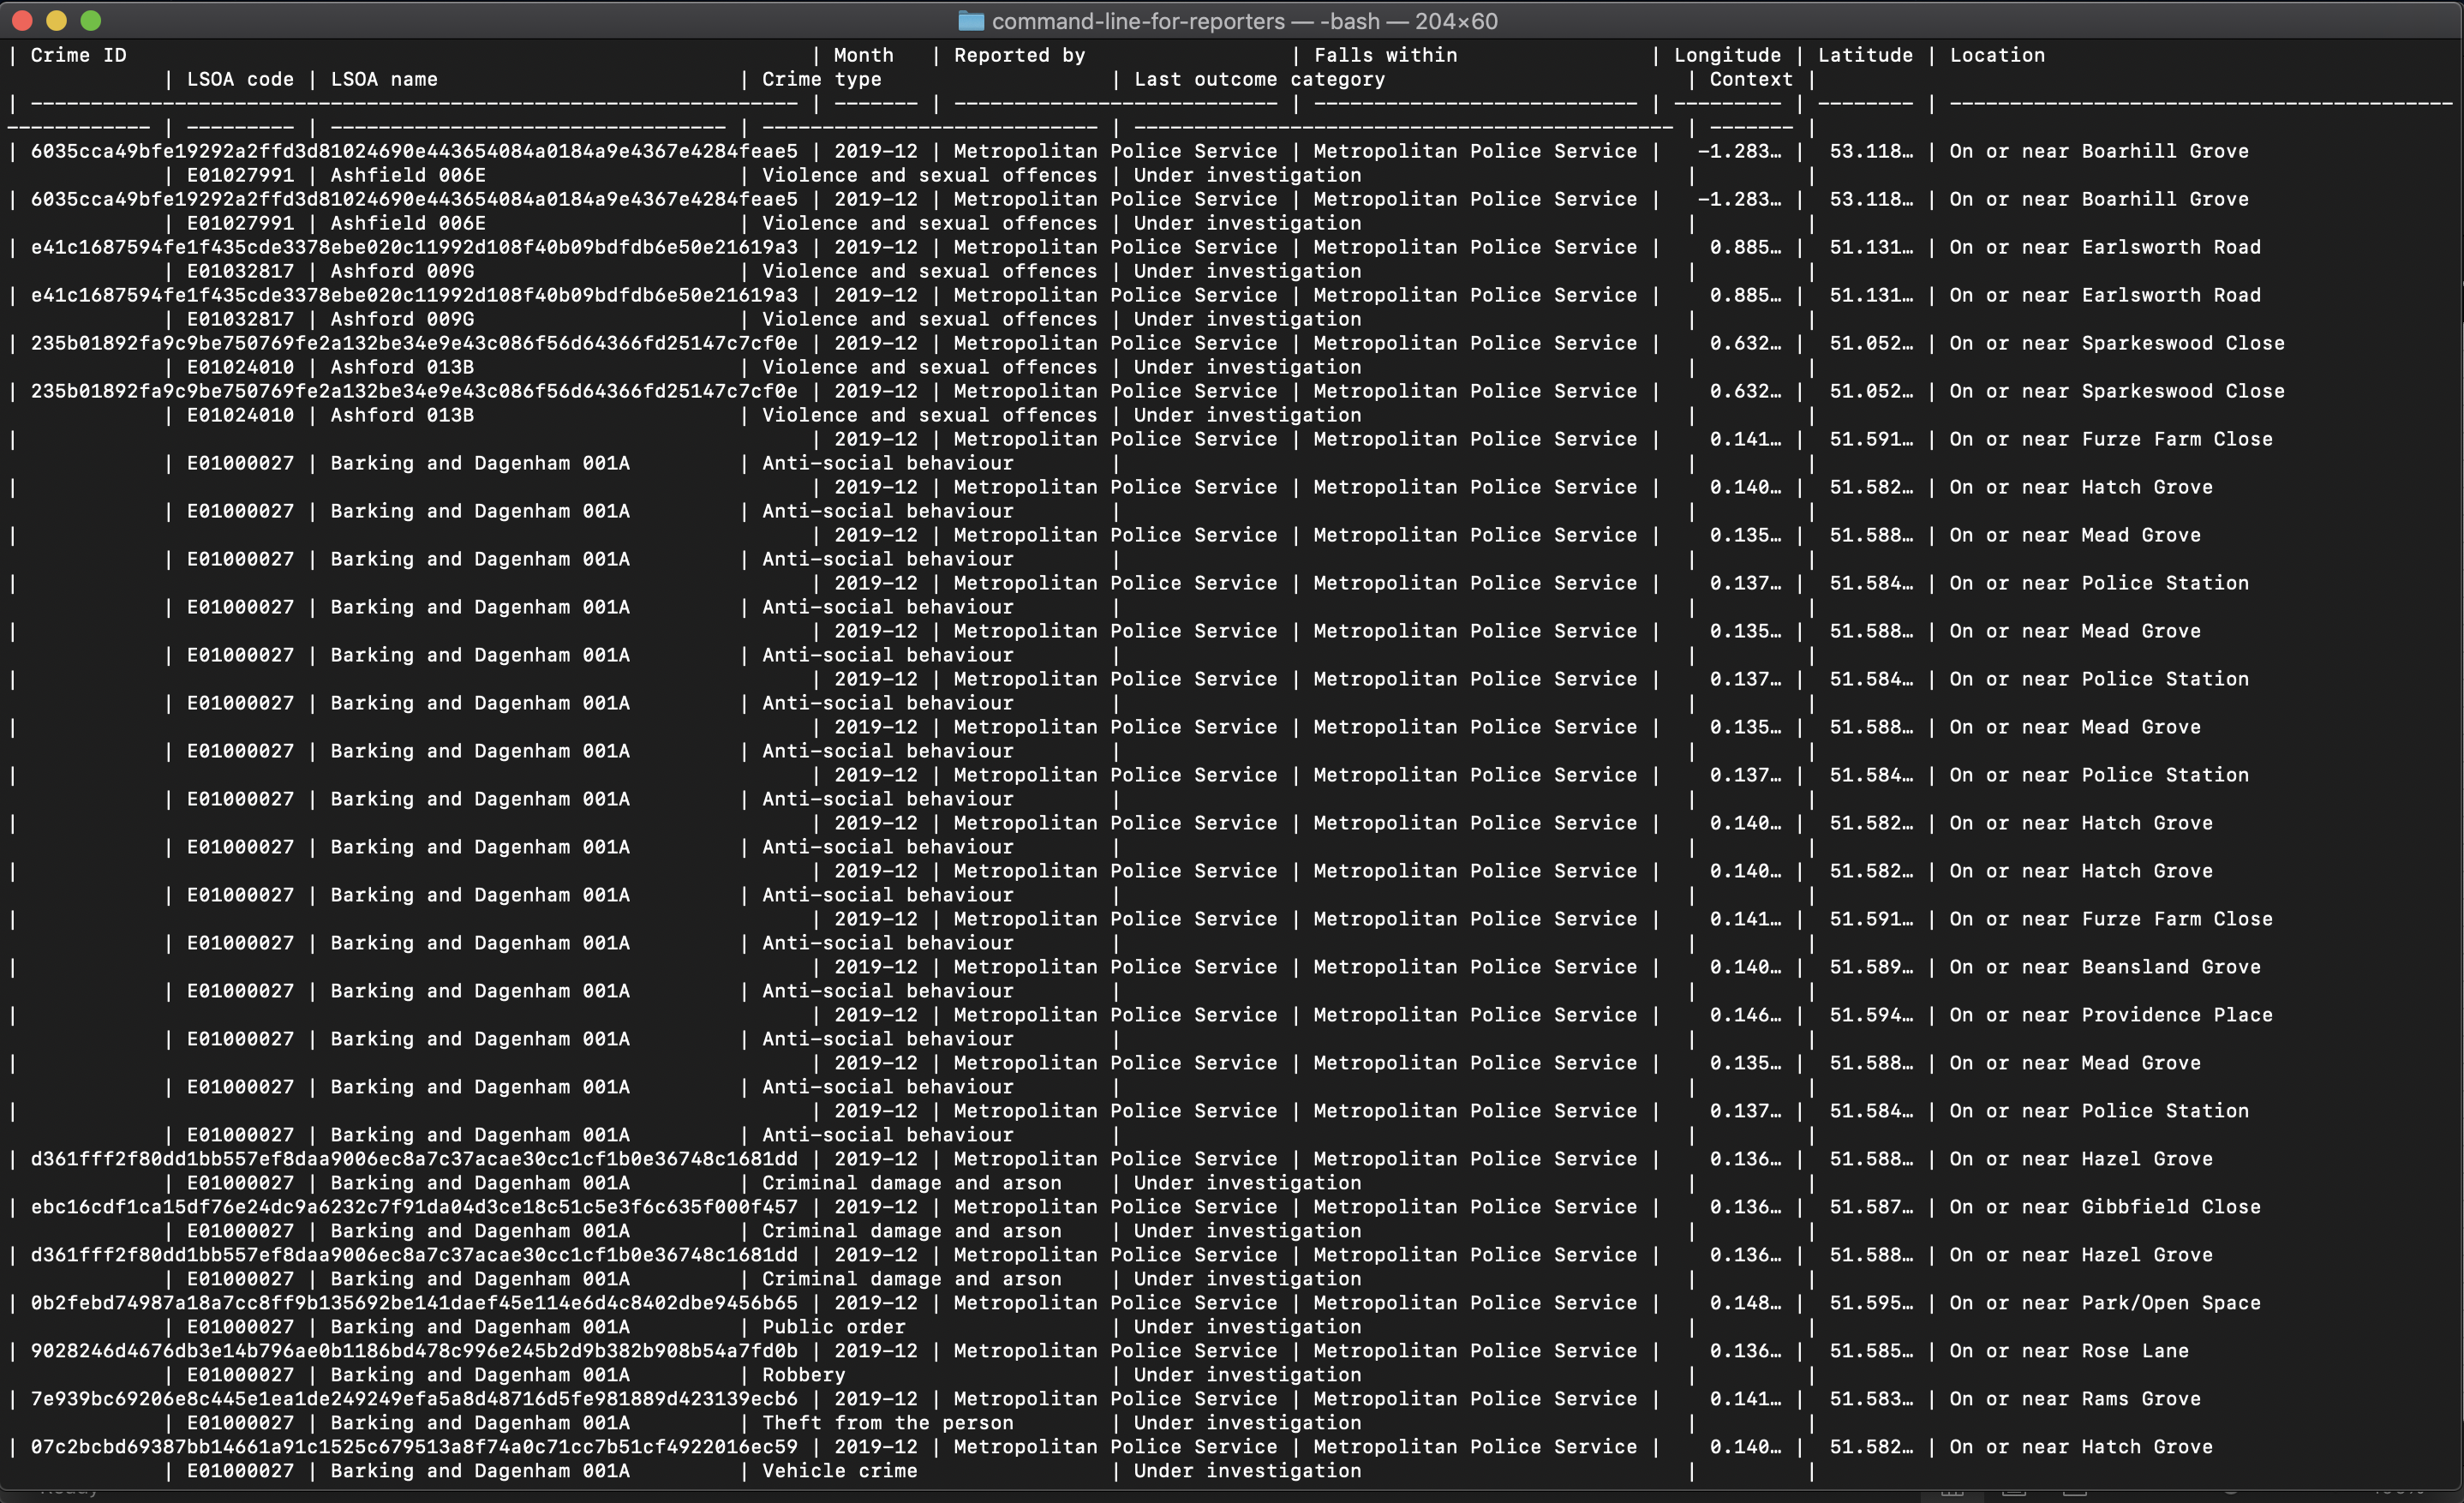 command-line-for-reporters — -bash — 204×60
| Crime ID | Month | Reported by | Falls within | Longitude | Latitude | Location
| LSOA code | LSOA name | Crime type | Last outcome category | Context |
| ---------------------------------------------------------------- | ------- | --------------------------- | --------------------------- | --------- | -------- | ------------------------------------------
------------ | --------- | --------------------------------- | ---------------------------- | --------------------------------------------- | ------- |
| 6035cca49bfe19292a2ffd3d81024690e443654084a0184a9e4367e4284feae5 | 2019-12 | Metropolitan Police Service | Metropolitan Police Service | -1.283… | 53.118… | On or near Boarhill Grove
| E01027991 | Ashfield 006E | Violence and sexual offences | Under investigation | |
| 6035cca49bfe19292a2ffd3d81024690e443654084a0184a9e4367e4284feae5 | 2019-12 | Metropolitan Police Service | Metropolitan Police Service | -1.283… | 53.118… | On or near Boarhill Grove
| E01027991 | Ashfield 006E | Violence and sexual offences | Under investigation | |
| e41c1687594fe1f435cde3378ebe020c11992d108f40b09bdfdb6e50e21619a3 | 2019-12 | Metropolitan Police Service | Metropolitan Police Service | 0.885… | 51.131… | On or near Earlsworth Road
| E01032817 | Ashford 009G | Violence and sexual offences | Under investigation | |
| e41c1687594fe1f435cde3378ebe020c11992d108f40b09bdfdb6e50e21619a3 | 2019-12 | Metropolitan Police Service | Metropolitan Police Service | 0.885… | 51.131… | On or near Earlsworth Road
| E01032817 | Ashford 009G | Violence and sexual offences | Under investigation | |
| 235b01892fa9c9be750769fe2a132be34e9e43c086f56d64366fd25147c7cf0e | 2019-12 | Metropolitan Police Service | Metropolitan Police Service | 0.632… | 51.052… | On or near Sparkeswood Close
| E01024010 | Ashford 013B | Violence and sexual offences | Under investigation | |
| 235b01892fa9c9be750769fe2a132be34e9e43c086f56d64366fd25147c7cf0e | 2019-12 | Metropolitan Police Service | Metropolitan Police Service | 0.632… | 51.052… | On or near Sparkeswood Close
| E01024010 | Ashford 013B | Violence and sexual offences | Under investigation | |
| | 2019-12 | Metropolitan Police Service | Metropolitan Police Service | 0.141… | 51.591… | On or near Furze Farm Close
| E01000027 | Barking and Dagenham 001A | Anti-social behaviour | | |
| | 2019-12 | Metropolitan Police Service | Metropolitan Police Service | 0.140… | 51.582… | On or near Hatch Grove
| E01000027 | Barking and Dagenham 001A | Anti-social behaviour | | |
| | 2019-12 | Metropolitan Police Service | Metropolitan Police Service | 0.135… | 51.588… | On or near Mead Grove
| E01000027 | Barking and Dagenham 001A | Anti-social behaviour | | |
| | 2019-12 | Metropolitan Police Service | Metropolitan Police Service | 0.137… | 51.584… | On or near Police Station
| E01000027 | Barking and Dagenham 001A | Anti-social behaviour | | |
| | 2019-12 | Metropolitan Police Service | Metropolitan Police Service | 0.135… | 51.588… | On or near Mead Grove
| E01000027 | Barking and Dagenham 001A | Anti-social behaviour | | |
| | 2019-12 | Metropolitan Police Service | Metropolitan Police Service | 0.137… | 51.584… | On or near Police Station
| E01000027 | Barking and Dagenham 001A | Anti-social behaviour | | |
| | 2019-12 | Metropolitan Police Service | Metropolitan Police Service | 0.135… | 51.588… | On or near Mead Grove
| E01000027 | Barking and Dagenham 001A | Anti-social behaviour | | |
| | 2019-12 | Metropolitan Police Service | Metropolitan Police Service | 0.137… | 51.584… | On or near Police Station
| E01000027 | Barking and Dagenham 001A | Anti-social behaviour | | |
| | 2019-12 | Metropolitan Police Service | Metropolitan Police Service | 0.140… | 51.582… | On or near Hatch Grove
| E01000027 | Barking and Dagenham 001A | Anti-social behaviour | | |
| | 2019-12 | Metropolitan Police Service | Metropolitan Police Service | 0.140… | 51.582… | On or near Hatch Grove
| E01000027 | Barking and Dagenham 001A | Anti-social behaviour | | |
| | 2019-12 | Metropolitan Police Service | Metropolitan Police Service | 0.141… | 51.591… | On or near Furze Farm Close
| E01000027 | Barking and Dagenham 001A | Anti-social behaviour | | |
| | 2019-12 | Metropolitan Police Service | Metropolitan Police Service | 0.140… | 51.589… | On or near Beansland Grove
| E01000027 | Barking and Dagenham 001A | Anti-social behaviour | | |
| | 2019-12 | Metropolitan Police Service | Metropolitan Police Service | 0.146… | 51.594… | On or near Providence Place
| E01000027 | Barking and Dagenham 001A | Anti-social behaviour | | |
| | 2019-12 | Metropolitan Police Service | Metropolitan Police Service | 0.135… | 51.588… | On or near Mead Grove
| E01000027 | Barking and Dagenham 001A | Anti-social behaviour | | |
| | 2019-12 | Metropolitan Police Service | Metropolitan Police Service | 0.137… | 51.584… | On or near Police Station
| E01000027 | Barking and Dagenham 001A | Anti-social behaviour | | |
| d361fff2f80dd1bb557ef8daa9006ec8a7c37acae30cc1cf1b0e36748c1681dd | 2019-12 | Metropolitan Police Service | Metropolitan Police Service | 0.136… | 51.588… | On or near Hazel Grove
| E01000027 | Barking and Dagenham 001A | Criminal damage and arson | Under investigation | |
| ebc16cdf1ca15df76e24dc9a6232c7f91da04d3ce18c51c5e3f6c635f000f457 | 2019-12 | Metropolitan Police Service | Metropolitan Police Service | 0.136… | 51.587… | On or near Gibbfield Close
| E01000027 | Barking and Dagenham 001A | Criminal damage and arson | Under investigation | |
| d361fff2f80dd1bb557ef8daa9006ec8a7c37acae30cc1cf1b0e36748c1681dd | 2019-12 | Metropolitan Police Service | Metropolitan Police Service | 0.136… | 51.588… | On or near Hazel Grove
| E01000027 | Barking and Dagenham 001A | Criminal damage and arson | Under investigation | |
| 0b2febd74987a18a7cc8ff9b135692be141daef45e114e6d4c8402dbe9456b65 | 2019-12 | Metropolitan Police Service | Metropolitan Police Service | 0.148… | 51.595… | On or near Park/Open Space
| E01000027 | Barking and Dagenham 001A | Public order | Under investigation | |
| 9028246d4676db3e14b796ae0b1186bd478c996e245b2d9b382b908b54a7fd0b | 2019-12 | Metropolitan Police Service | Metropolitan Police Service | 0.136… | 51.585… | On or near Rose Lane
| E01000027 | Barking and Dagenham 001A | Robbery | Under investigation | |
| 7e939bc69206e8c445e1ea1de249249efa5a8d48716d5fe981889d423139ecb6 | 2019-12 | Metropolitan Police Service | Metropolitan Police Service | 0.141… | 51.583… | On or near Rams Grove
| E01000027 | Barking and Dagenham 001A | Theft from the person | Under investigation | |
| 07c2bcbd69387bb14661a91c1525c679513a8f74a0c71cc7b51cf4922016ec59 | 2019-12 | Metropolitan Police Service | Metropolitan Police Service | 0.140… | 51.582… | On or near Hatch Grove
| E01000027 | Barking and Dagenham 001A | Vehicle crime | Under investigation | |